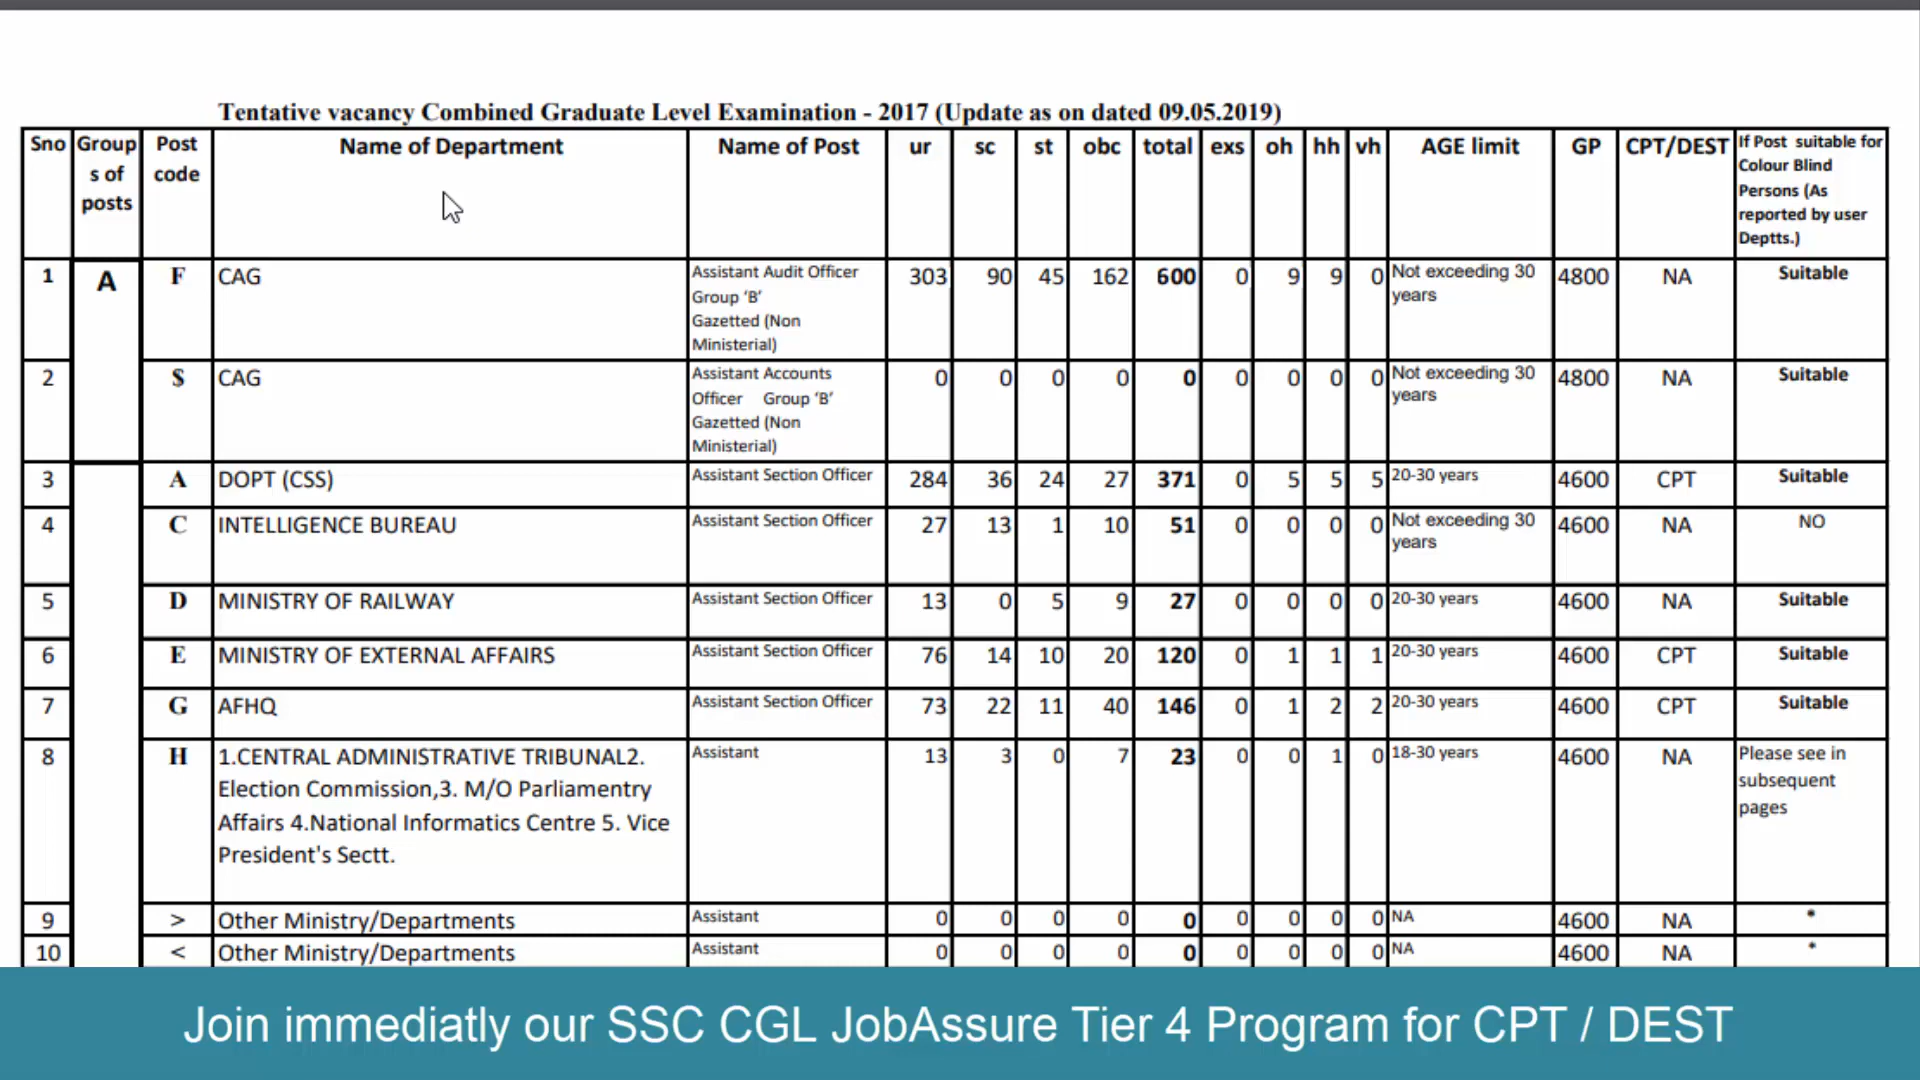 Tentative vacancy Combined Graduate Level Examination - 2017 (Update as on dated 09.05.2019)
Sno Group s of posts Post code Name of Department Name of Post ur sc st obc total exs oh hh vh AGE limit GP CPT/DEST If Post suitable for Colour Blind Persons (As reported by user Deptts.)
1 A F CAG Assistant Audit Officer Group ‘B’ Gazetted (Non Ministerial) 303 90 45 162 600 0 9 9 0 Not exceeding 30 years 4800 NA Suitable
2 S CAG Assistant Accounts Officer Group ‘B’ Gazetted (Non Ministerial) 0 0 0 0 0 0 0 0 0 Not exceeding 30 years 4800 NA Suitable
3 A DOPT (CSS) Assistant Section Officer 284 36 24 27 371 0 5 5 5 20-30 years 4600 CPT Suitable
4 C INTELLIGENCE BUREAU Assistant Section Officer 27 13 1 10 51 0 0 0 0 Not exceeding 30 years 4600 NA NO
5 D MINISTRY OF RAILWAY Assistant Section Officer 13 0 5 9 27 0 0 0 0 20-30 years 4600 NA Suitable
6 E MINISTRY OF EXTERNAL AFFAIRS Assistant Section Officer 76 14 10 20 120 0 1 1 1 20-30 years 4600 CPT Suitable
7 G AFHQ Assistant Section Officer 73 22 11 40 146 0 1 2 2 20-30 years 4600 CPT Suitable
8 H 1.CENTRAL ADMINISTRATIVE TRIBUNAL2. Election Commission,3. M/O Parliamentry Affairs 4.National Informatics Centre 5. Vice President's Sectt. Assistant 13 3 0 7 23 0 0 1 0 18-30 years 4600 NA Please see in subsequent pages
9 > Other Ministry/Departments Assistant 0 0 0 0 0 0 0 0 0 NA 4600 NA *
10 < Other Ministry/Departments Assistant 0 0 0 0 0 0 0 0 0 NA 4600 NA *
Join immediatly our SSC CGL JobAssure Tier 4 Program for CPT / DEST